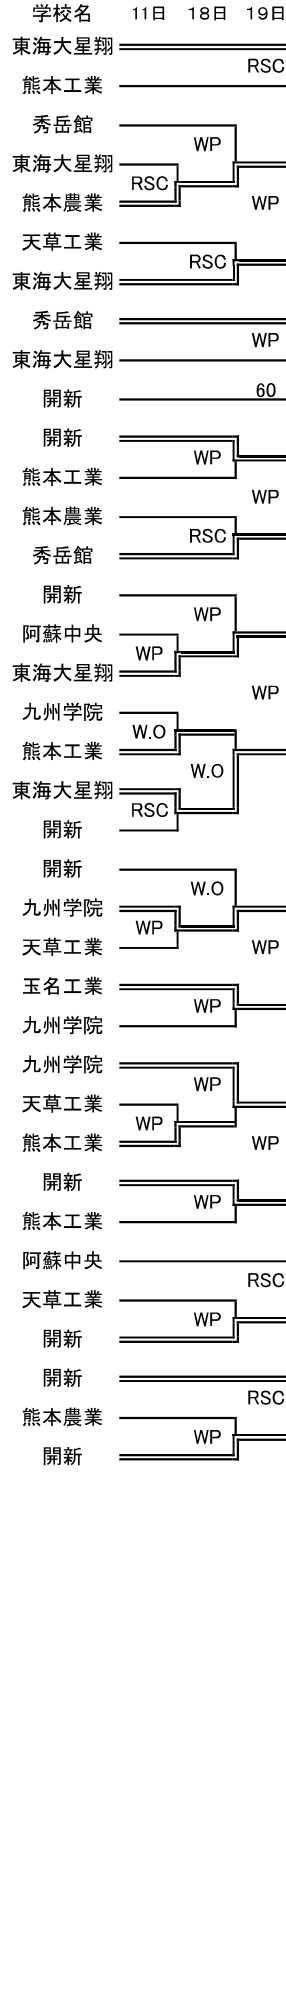 学校名 11日 18日 19日
東海大星翔
RSC
熊本工業
秀岳館
WP
東海大星翔
RSC
熊本農業 WP
天草工業
RSC
東海大星翔
秀岳館
WP
東海大星翔
60
開新
開新
WP
熊本工業
WP
熊本農業
RSC
秀岳館
開新
WP
阿蘇中央
WP
東海大星翔
WP
九州学院
W.O
熊本工業
W.O
東海大星翔
RSC
開新
開新
W.O
九州学院
WP
天草工業 WP
玉名工業
WP
九州学院
九州学院
WP
天草工業
WP
熊本工業 WP
開新
WP
熊本工業
阿蘇中央
RSC
天草工業
WP
開新
開新
RSC
熊本農業
WP
開新